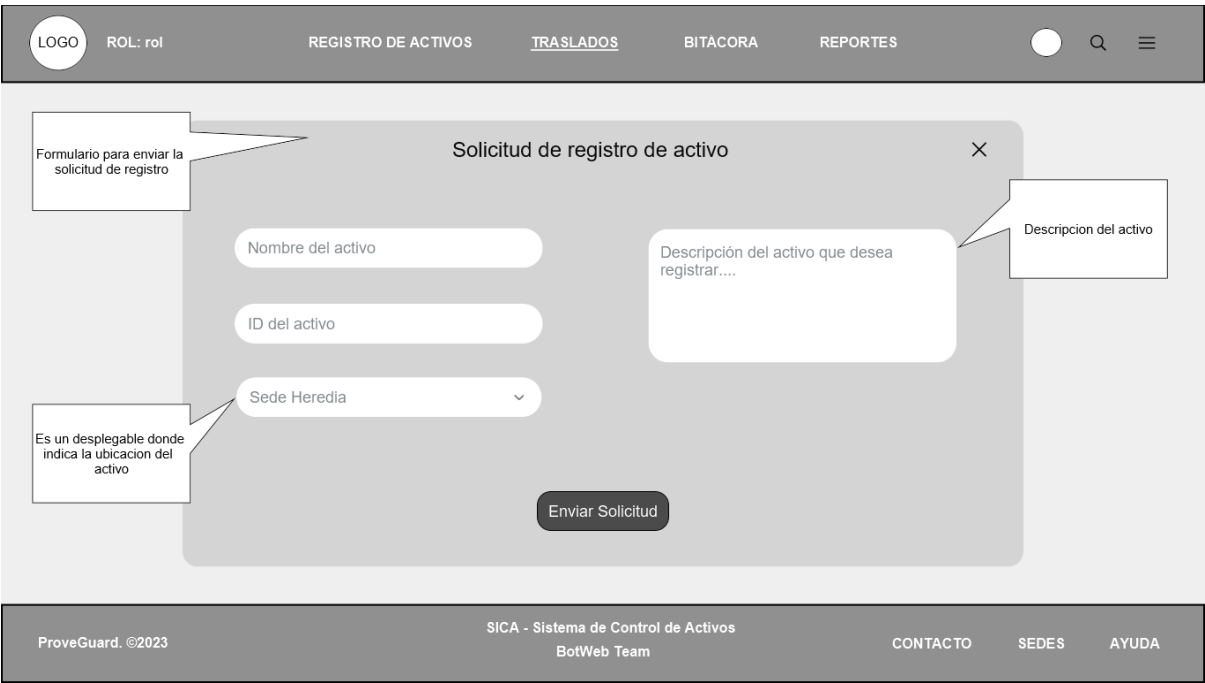 LOGO
ROL: rol
REGISTRO DE ACTIVOS
TRASLADOS
BITÁCORA
REPORTES
Formulario para enviar la
solicitud de registro
Solicitud de registro de activo
Nombre del activo
Descripción del activo que desea
registrar....
Descripcion del activo
ID del activo
Sede Heredia
Es un desplegable donde
indica la ubicacion del
activo
Enviar Solicitud
ProveGuard. ©2023
SICA - Sistema de Control de Activos
BotWeb Team
CONTACTO
SEDES
AYUDA